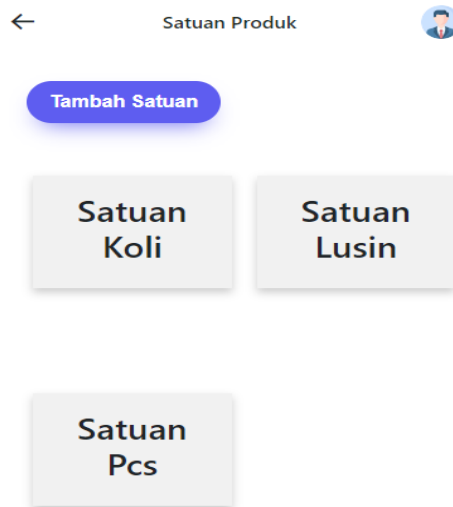 Satuan Produk
Tambah Satuan
Satuan
Koli
Satuan
Lusin
Satuan
Pcs